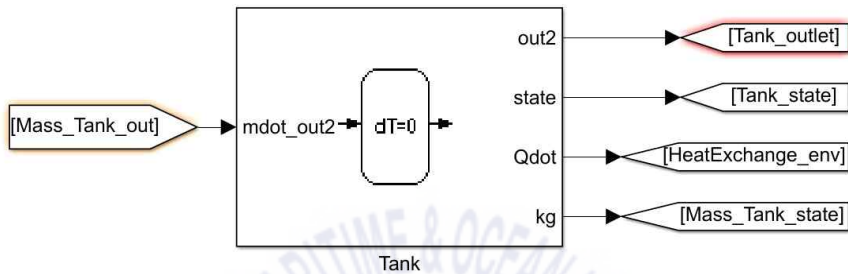 out2
[Tank_outlet]
[Mass_Tank_out]
mdot_out2
dT=0
state
[Tank_state]
Qdot
[HeatExchange_env]
kg
[Mass_Tank_state]
Tank